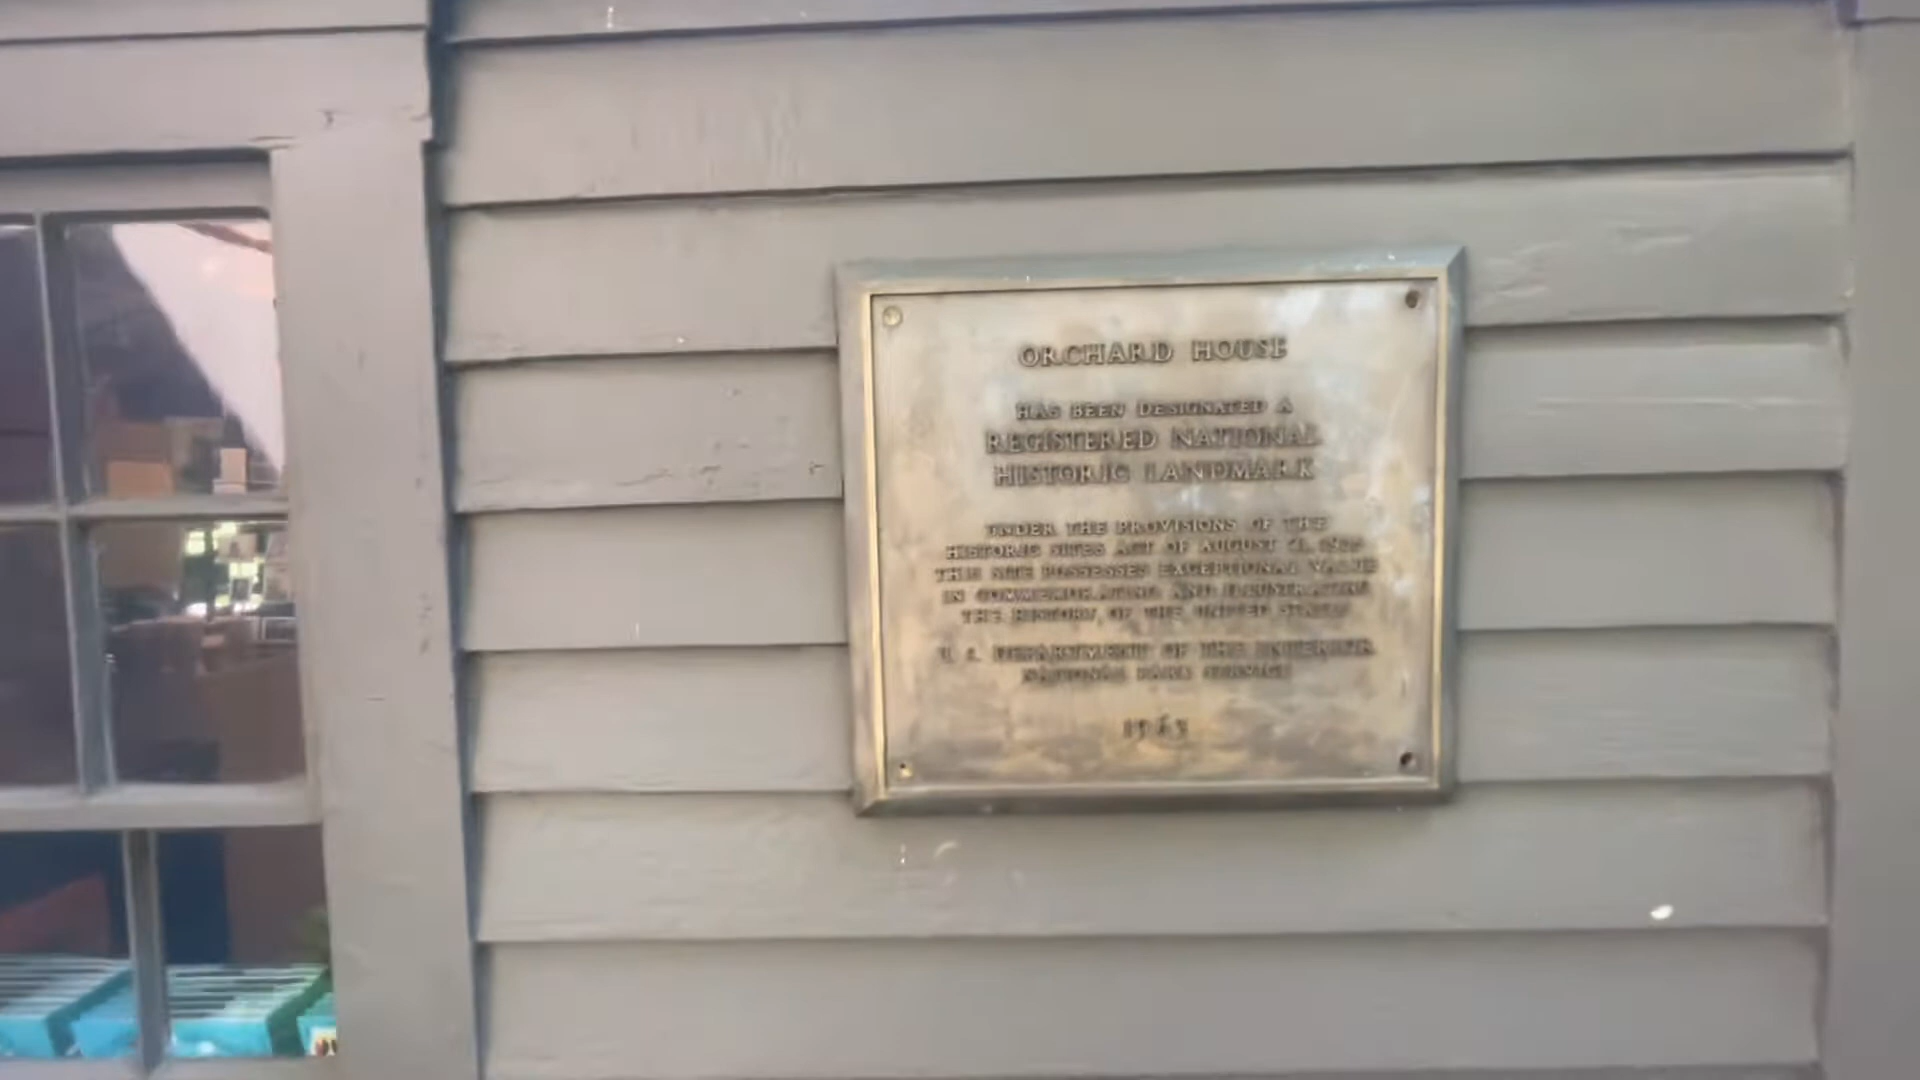 ORCHARD HOUSE
HAS BEEN DESIGNATED A
REGISTERED NATIONAL
HISTORIC LANDMARK
UNDER THE PROVISIONS OF THE
HISTORIC SITES ACT OF AUGUST 21, 1935
THIS SITE POSSESSES EXCEPTIONAL VALUE
IN COMMEMORATING AND ILLUSTRATING
THE HISTORY OF THE UNITED STATES
U. S. DEPARTMENT OF THE INTERIOR
NATIONAL PARK SERVICE